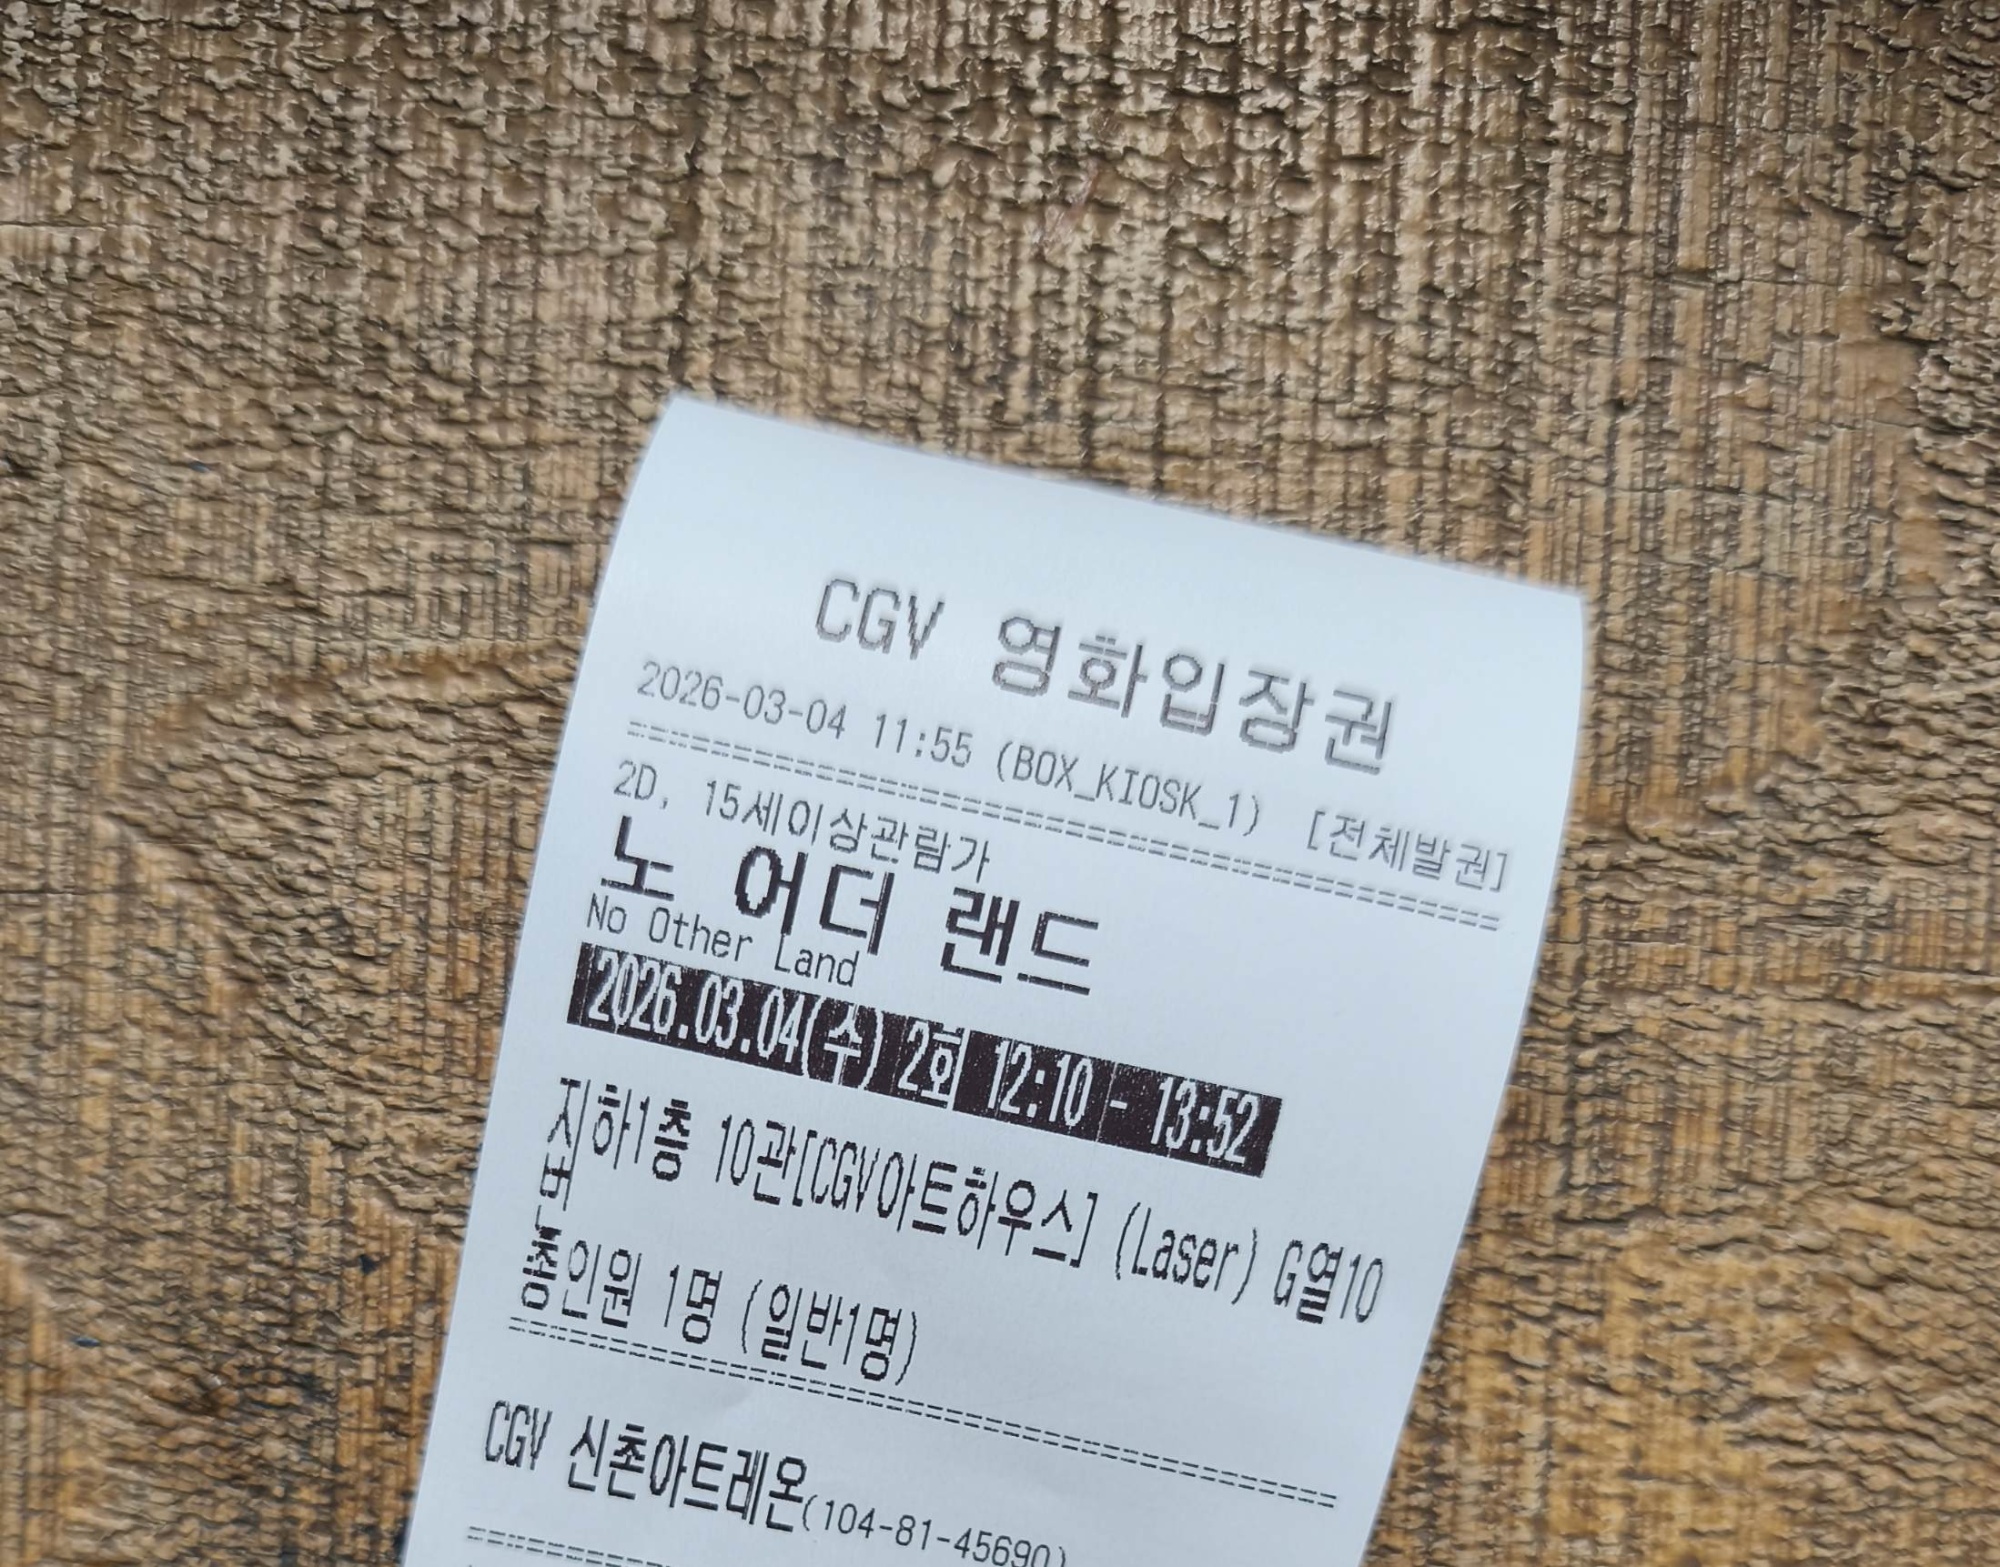 CGV 영화입장권
2026-03-04 11:55 (BOX_KIOSK_1) [전체발권]
2D, 15세이상관람가
노 어더 랜드
No Other Land
2026.03.04(수) 2회 12:10 - 13:52
지하1층 10관[CGV아트하우스] (Laser) G열10
번
총인원 1명 (일반1명)
CGV 신촌아트레온(104-81-45690)